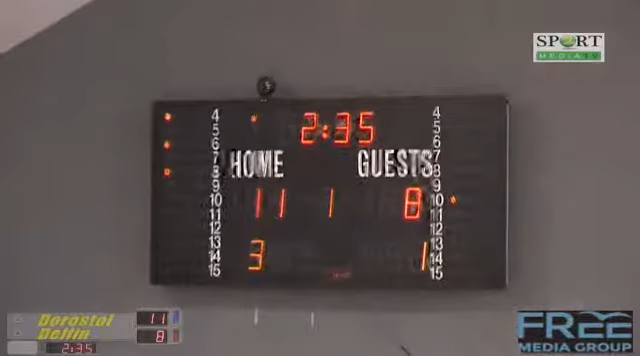 SPORT
MEDIA TV
2:35
HOME GUESTS
11 1 8
3 1
4 4
5 5
6 6
7 7
8 8
9 9
10 10
11 11
12 12
13 13
14 14
15 15
Dorostol 11
Delfin 8
2:35
FREE
MEDIA GROUP